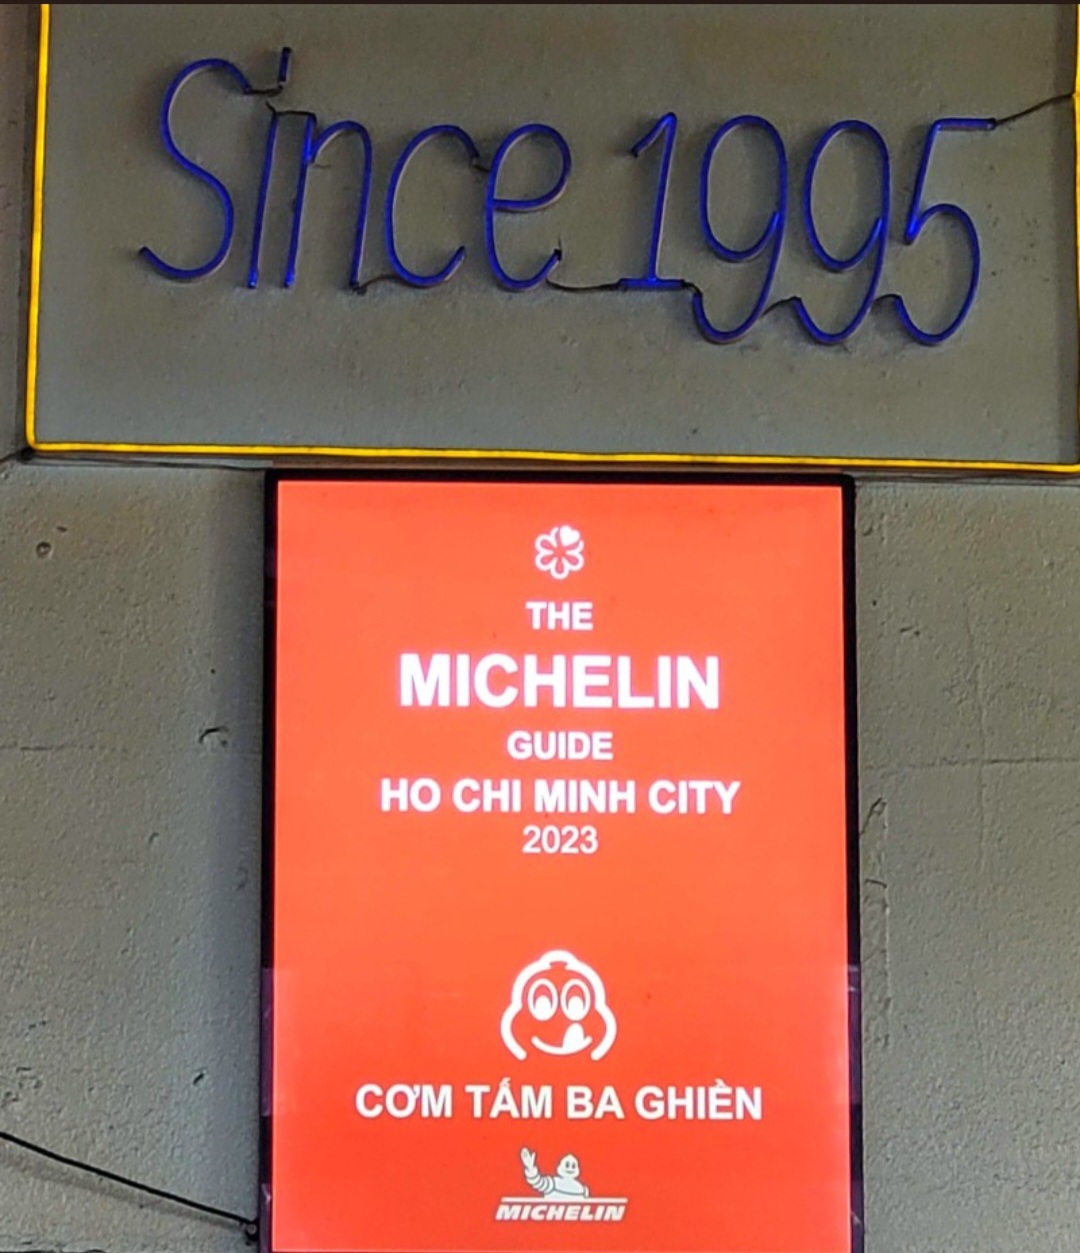 Since 1995
THE
MICHELIN
GUIDE
HO CHI MINH CITY
2023
CƠM TẤM BA GHIỀN
MICHELIN